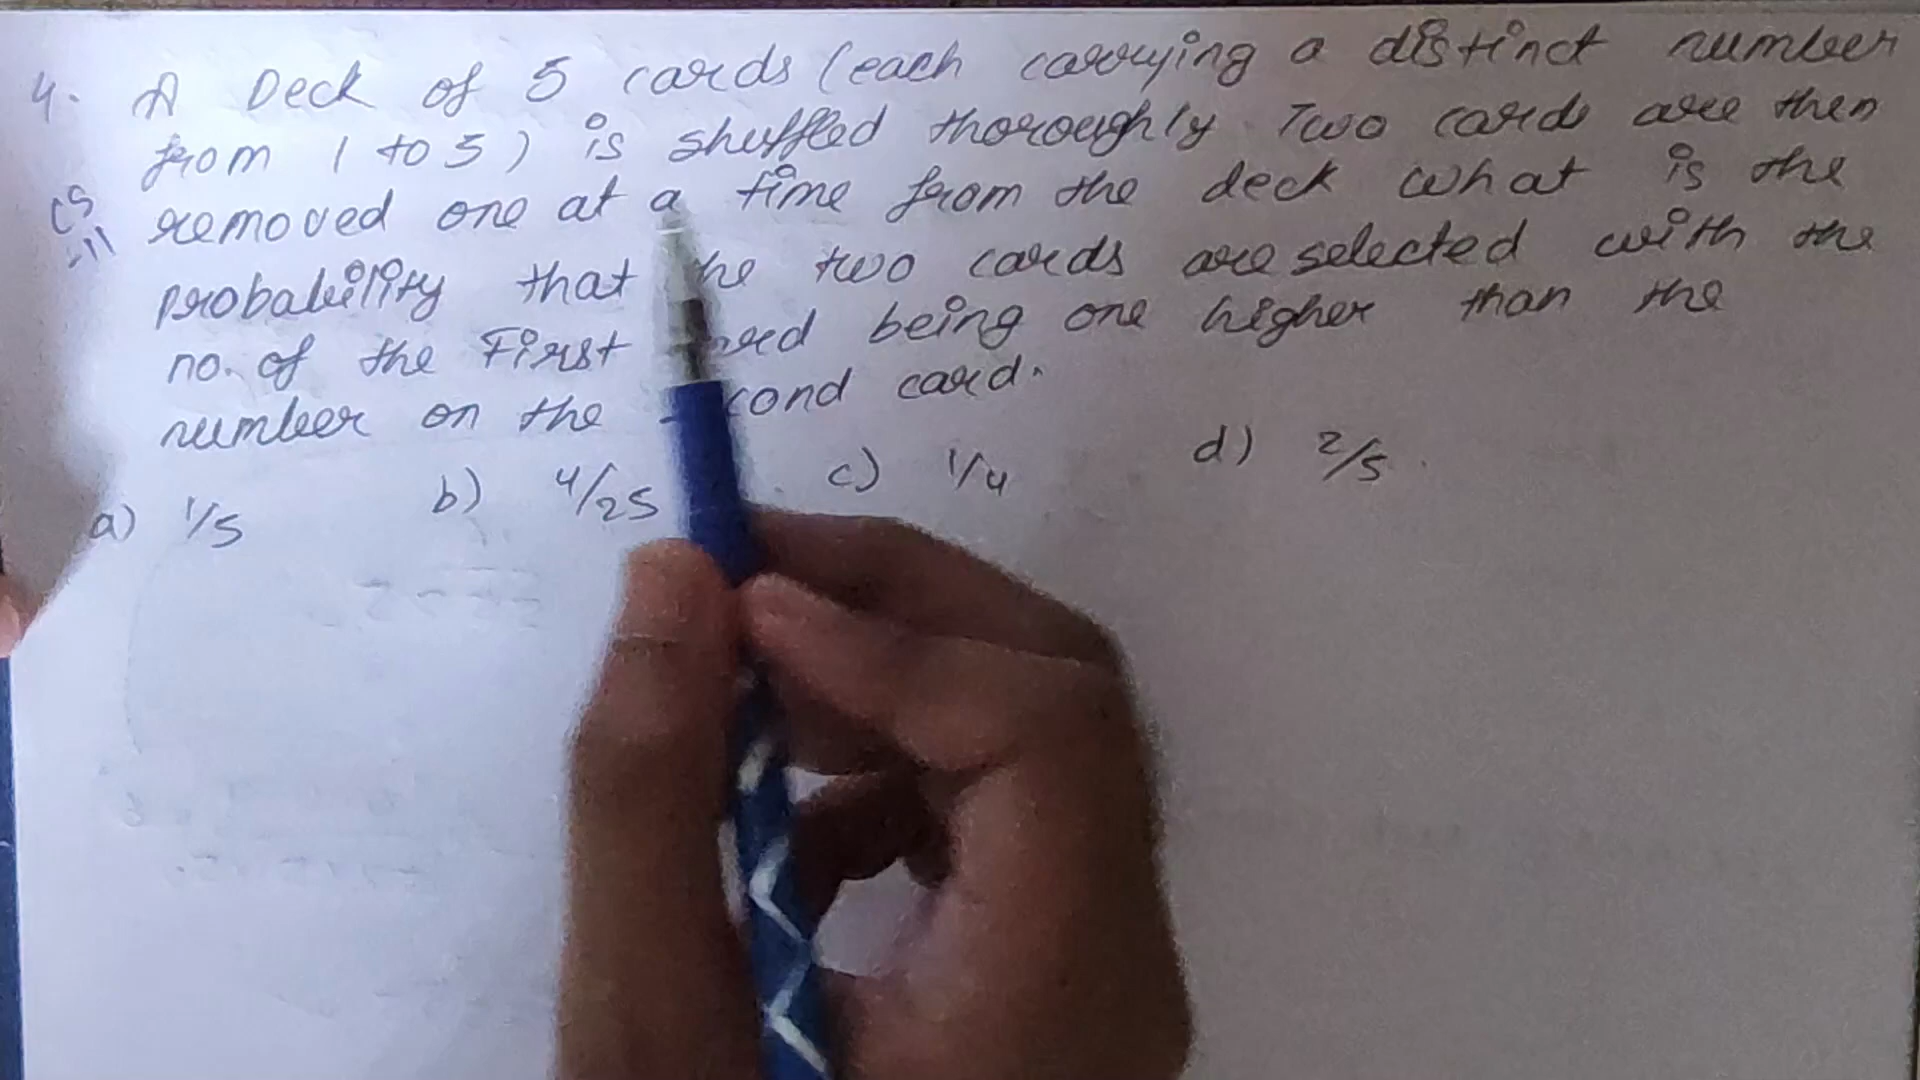 4. A Deck of 5 cards (each carrying a distinct number
from 1 to 5) is shuffled thoroughly. Two cards are then
removed one at a time from the deck what is the
probability that the two cards are selected with the
no. of the First being one higher than the
number on the card.
a) 1/5 b) 4/25 c) 1/4 d) 2/5.